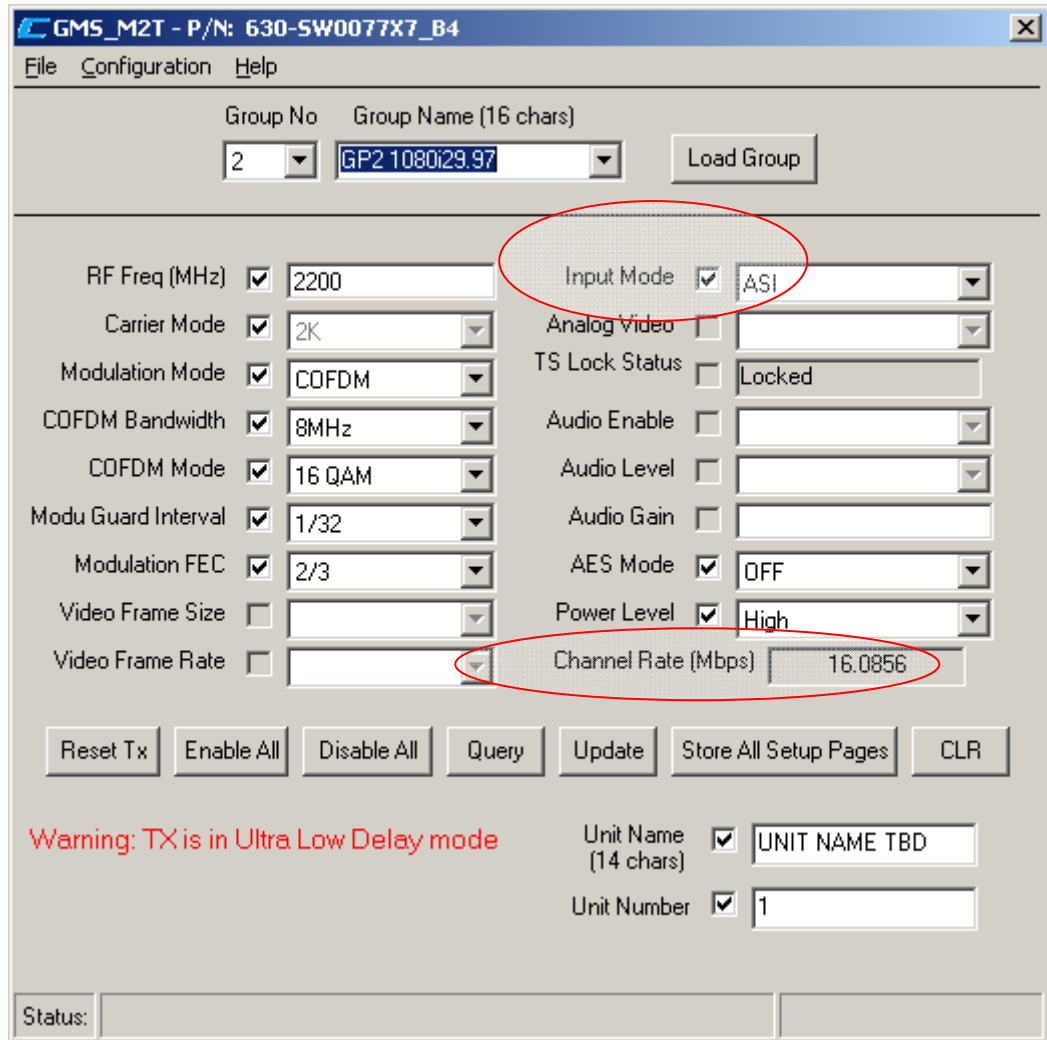 GMS_M2T - P/N: 630-SW0077X7_B4
File Configuration Help
Group No Group Name (16 chars)
2 GP2 1080i29.97 Load Group
RF Freq (MHz) 2200 Input Mode ASI
Carrier Mode 2K Analog Video
Modulation Mode COFDM TS Lock Status Locked
COFDM Bandwidth 8MHz Audio Enable
COFDM Mode 16 QAM Audio Level
Modu Guard Interval 1/32 Audio Gain
Modulation FEC 2/3 AES Mode OFF
Video Frame Size Power Level High
Video Frame Rate Channel Rate (Mbps) 16.0856
Reset Tx Enable All Disable All Query Update Store All Setup Pages CLR
Warning: TX is in Ultra Low Delay mode
Unit Name (14 chars) UNIT NAME TBD
Unit Number 1
Status: